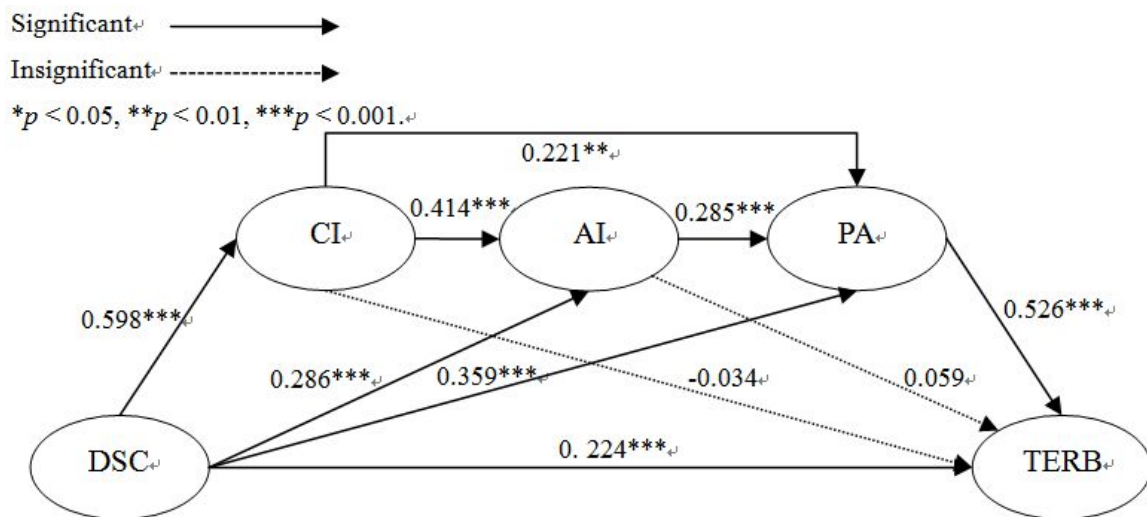 Significant↵
Insignificant↵
*p < 0.05, **p < 0.01, ***p < 0.001.↵
0.221**↵
0.414***
0.285***
CI↵
AI↵
PA↵
0.598***↵
0.526***↵
0.286***↵
0.359***↵
-0.034↵
0.059↵
DSC↵
0. 224***↵
TERB↵